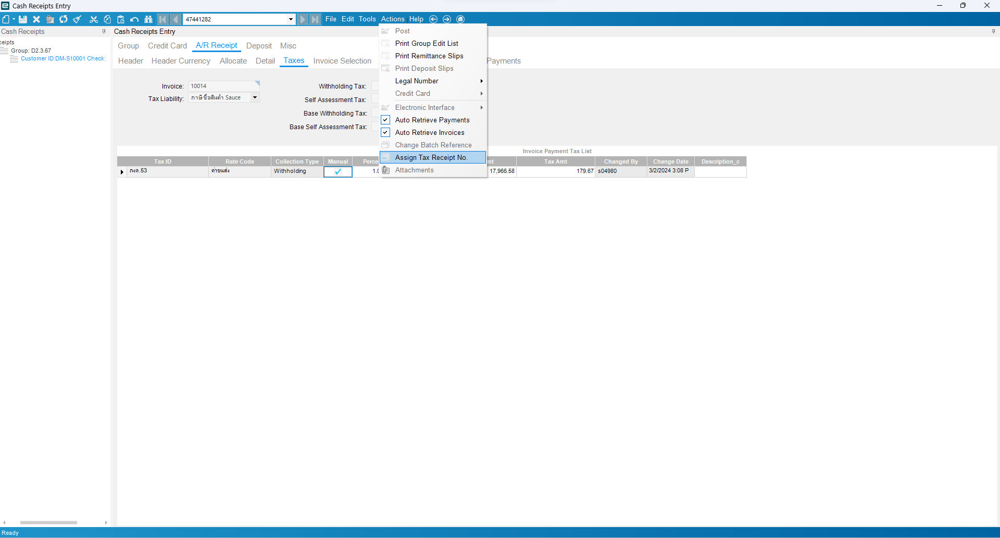 Cash Receipts Entry
47441282
File Edit Tools Actions Help
Cash Receipts
Cash Receipts Entry
ceipts
Group: D2.3.67
Customer ID:DM-S10001 Check:
Group Credit Card A/R Receipt Deposit Misc
Header Header Currency Allocate Detail Taxes Invoice Selection Payments
Invoice: 10014
Tax Liability: ภาษีซื้อสินค้า Sauce
Withholding Tax:
Self Assessment Tax:
Base Withholding Tax:
Base Self Assessment Tax:
Post
Print Group Edit List
Print Remittance Slips
Print Deposit Slips
Legal Number
Credit Card
Electronic Interface
Auto Retrieve Payments
Auto Retrieve Invoices
Change Batch Reference
Assign Tax Receipt No.
Attachments
Invoice Payment Tax List
Tax ID Rate Code Collection Type Manual Perce mt Tax Amt Changed By Change Date Description_c
ภงด.53 ค่าขนส่ง Withholding 1.0 17,966.58 179.67 s04980 3/2/2024 3:08 P
Ready